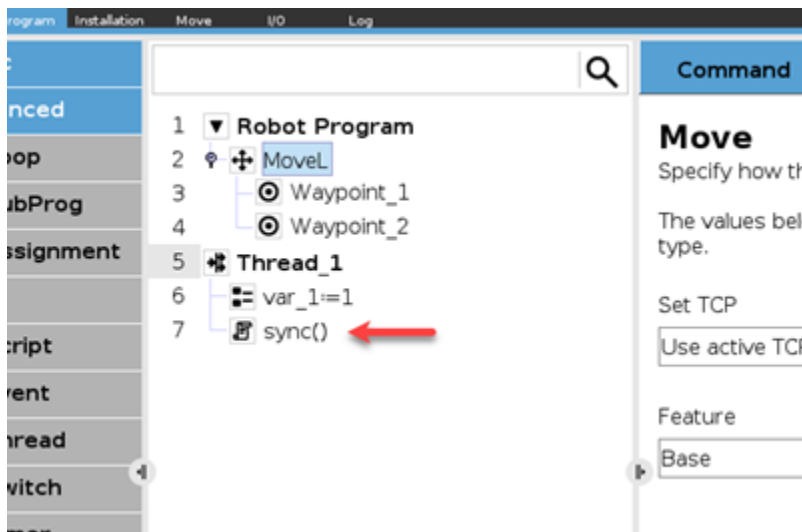 rogram Installation Move I/O Log
c
nced
Command
1 Robot Program
2 MoveL
3 Waypoint_1
4 Waypoint_2
5 Thread_1
6 var_1:=1
7 sync()
oop
ubProg
ssignment
cript
vent
hread
witch
mer
Move
Specify how th
The values bel
type.
Set TCP
Use active TCP
Feature
Base